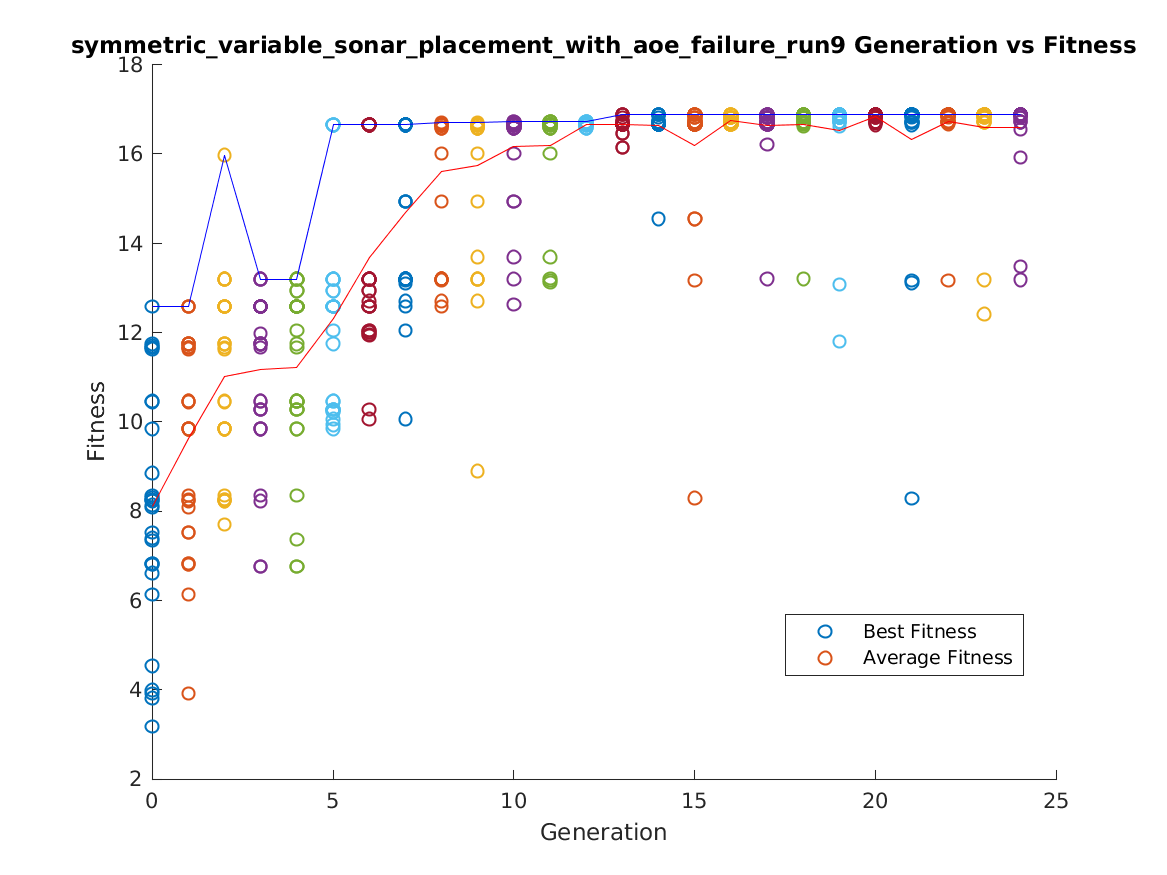 symmetric_variable_sonar_placement_with_aoe_failure_run9 Generation vs Fitness
18
16
14
12
10
8
6
4
2
Fitness
Best Fitness
Average Fitness
0 5 10 15 20 25
Generation